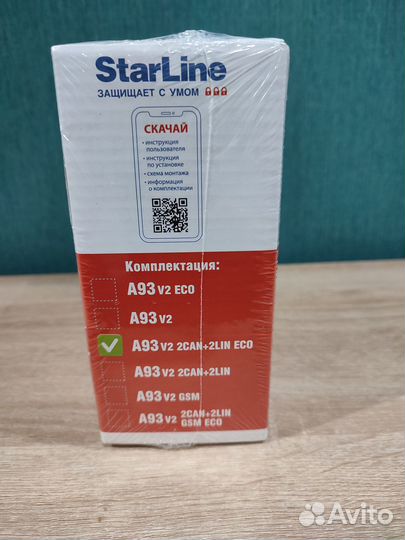 StarLine
ЗАЩИЩАЕТ С УМОМ
СКАЧАЙ
• инструкция
пользователя
• инструкция
по установке
• схема монтажа
• информация
о комплектации
Комплектация:
A93 V2 ECO
A93 V2
A93 V2 2CAN+2LIN ECO
A93 V2 2CAN+2LIN
A93 V2 GSM
A93 V2 2CAN+2LIN
GSM ECO
Avito